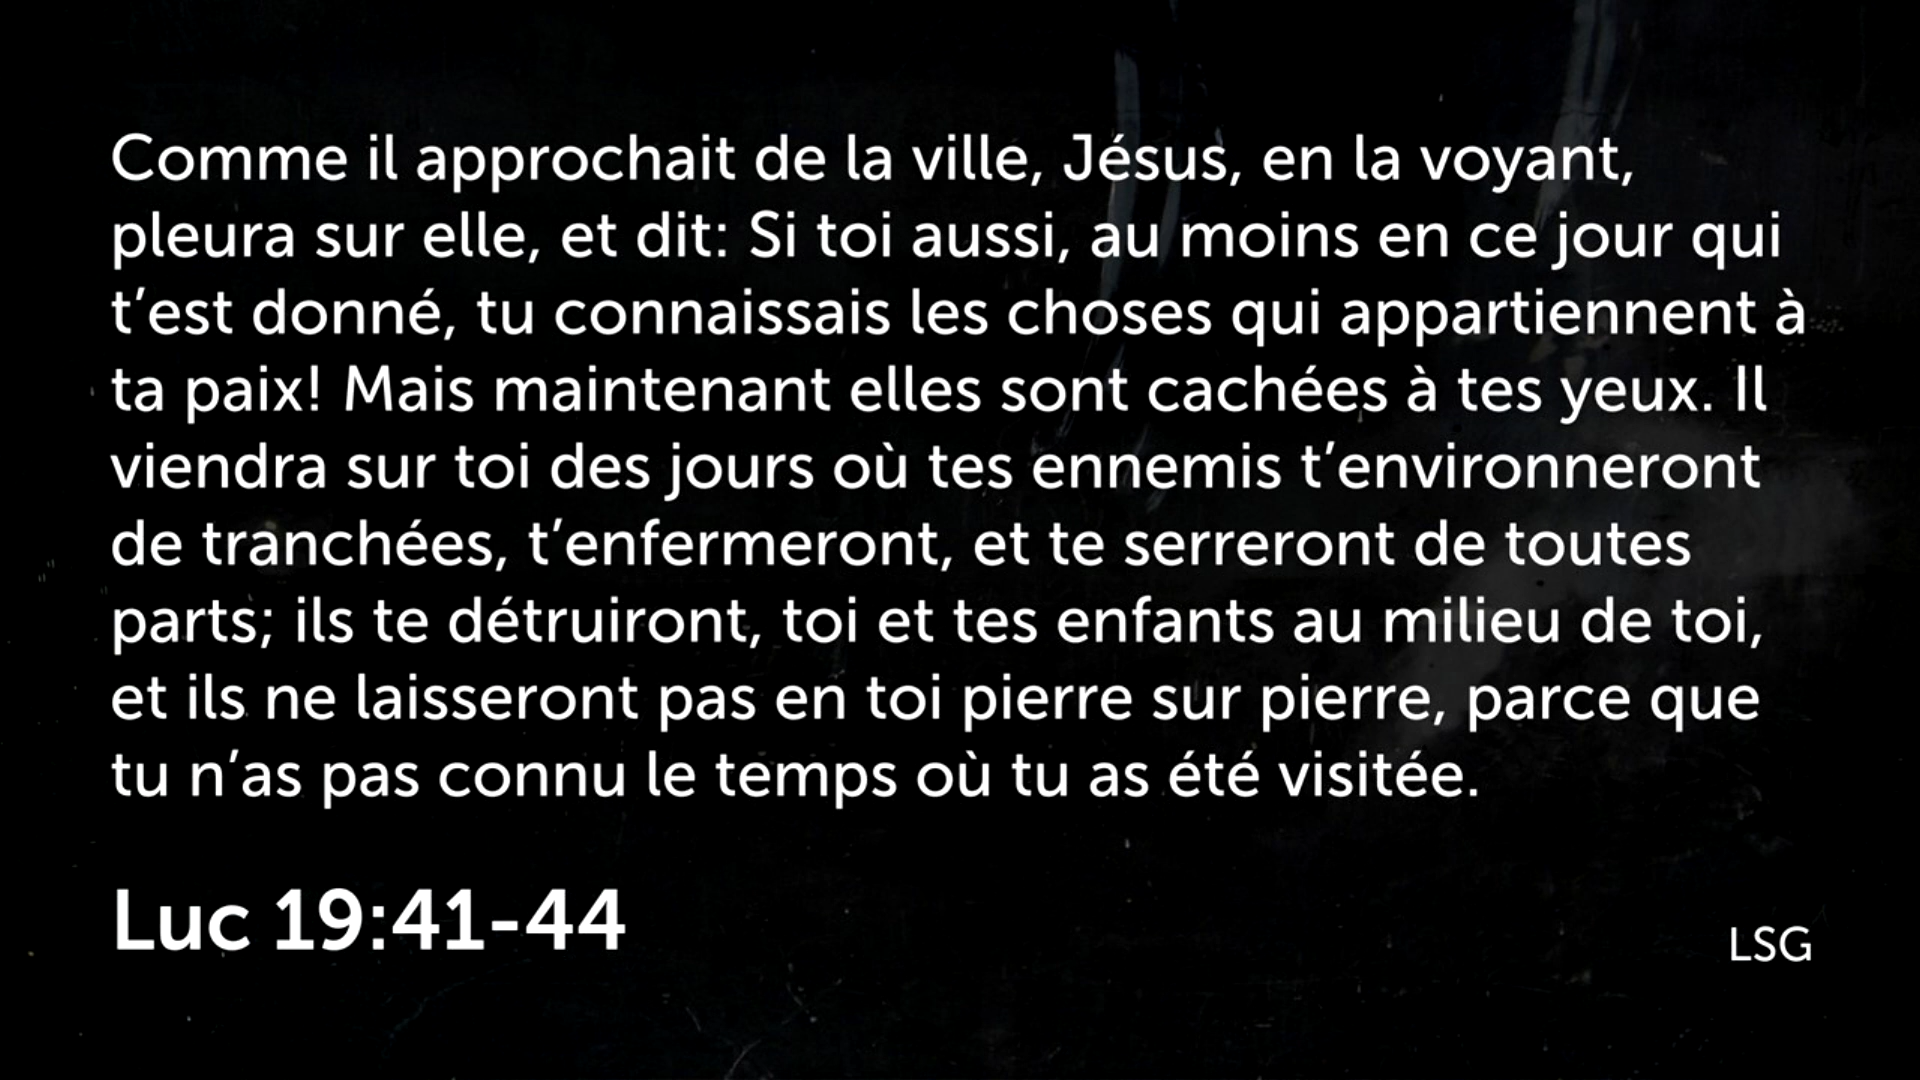 Comme il approchait de la ville, Jésus, en la voyant,
pleura sur elle, et dit: Si toi aussi, au moins en ce jour qui
t’est donné, tu connaissais les choses qui appartiennent à
ta paix! Mais maintenant elles sont cachées à tes yeux. Il
viendra sur toi des jours où tes ennemis t’environneront
de tranchées, t’enfermeront, et te serreront de toutes
parts; ils te détruiront, toi et tes enfants au milieu de toi,
et ils ne laisseront pas en toi pierre sur pierre, parce que
tu n’as pas connu le temps où tu as été visitée.
Luc 19:41-44
LSG